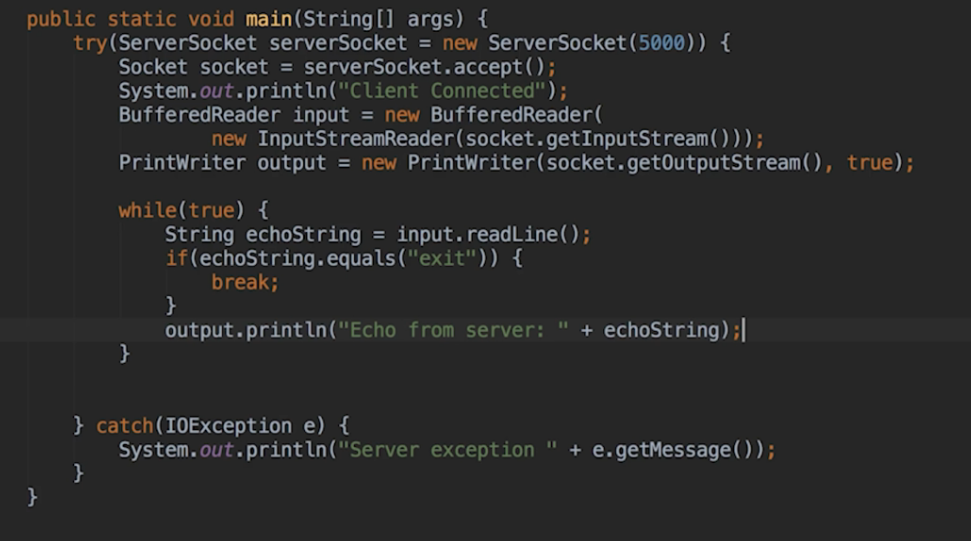 public static void main(String[] args) {
    try(ServerSocket serverSocket = new ServerSocket(5000)) {
        Socket socket = serverSocket.accept();
        System.out.println("Client Connected");
        BufferedReader input = new BufferedReader(
                new InputStreamReader(socket.getInputStream()));
        PrintWriter output = new PrintWriter(socket.getOutputStream(), true);
        while(true) {
            String echoString = input.readLine();
            if(echoString.equals("exit")) {
                break;
            }
            output.println("Echo from server: " + echoString);
        }
    } catch(IOException e) {
        System.out.println("Server exception " + e.getMessage());
    }
}